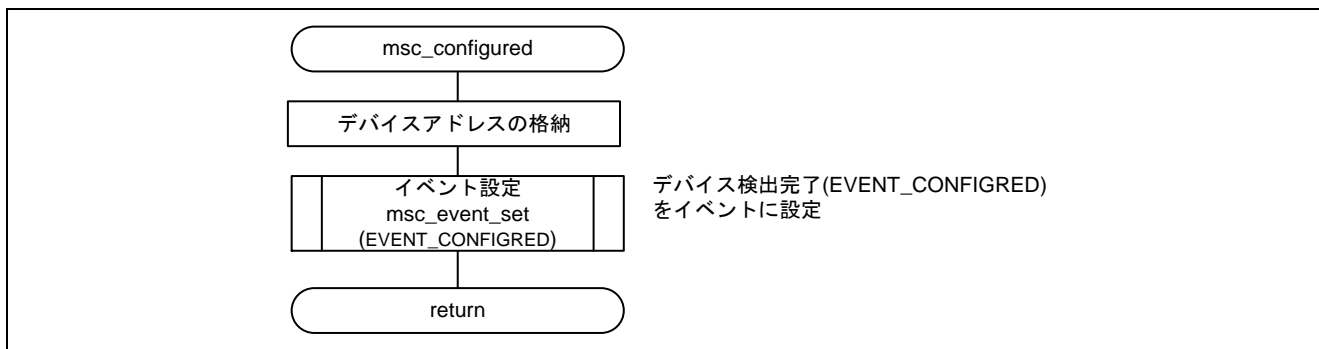 msc_configured
デバイスアドレスの格納
イベント設定
msc_event_set
(EVENT_CONFIGRED)
デバイス検出完了(EVENT_CONFIGRED)
をイベントに設定
return